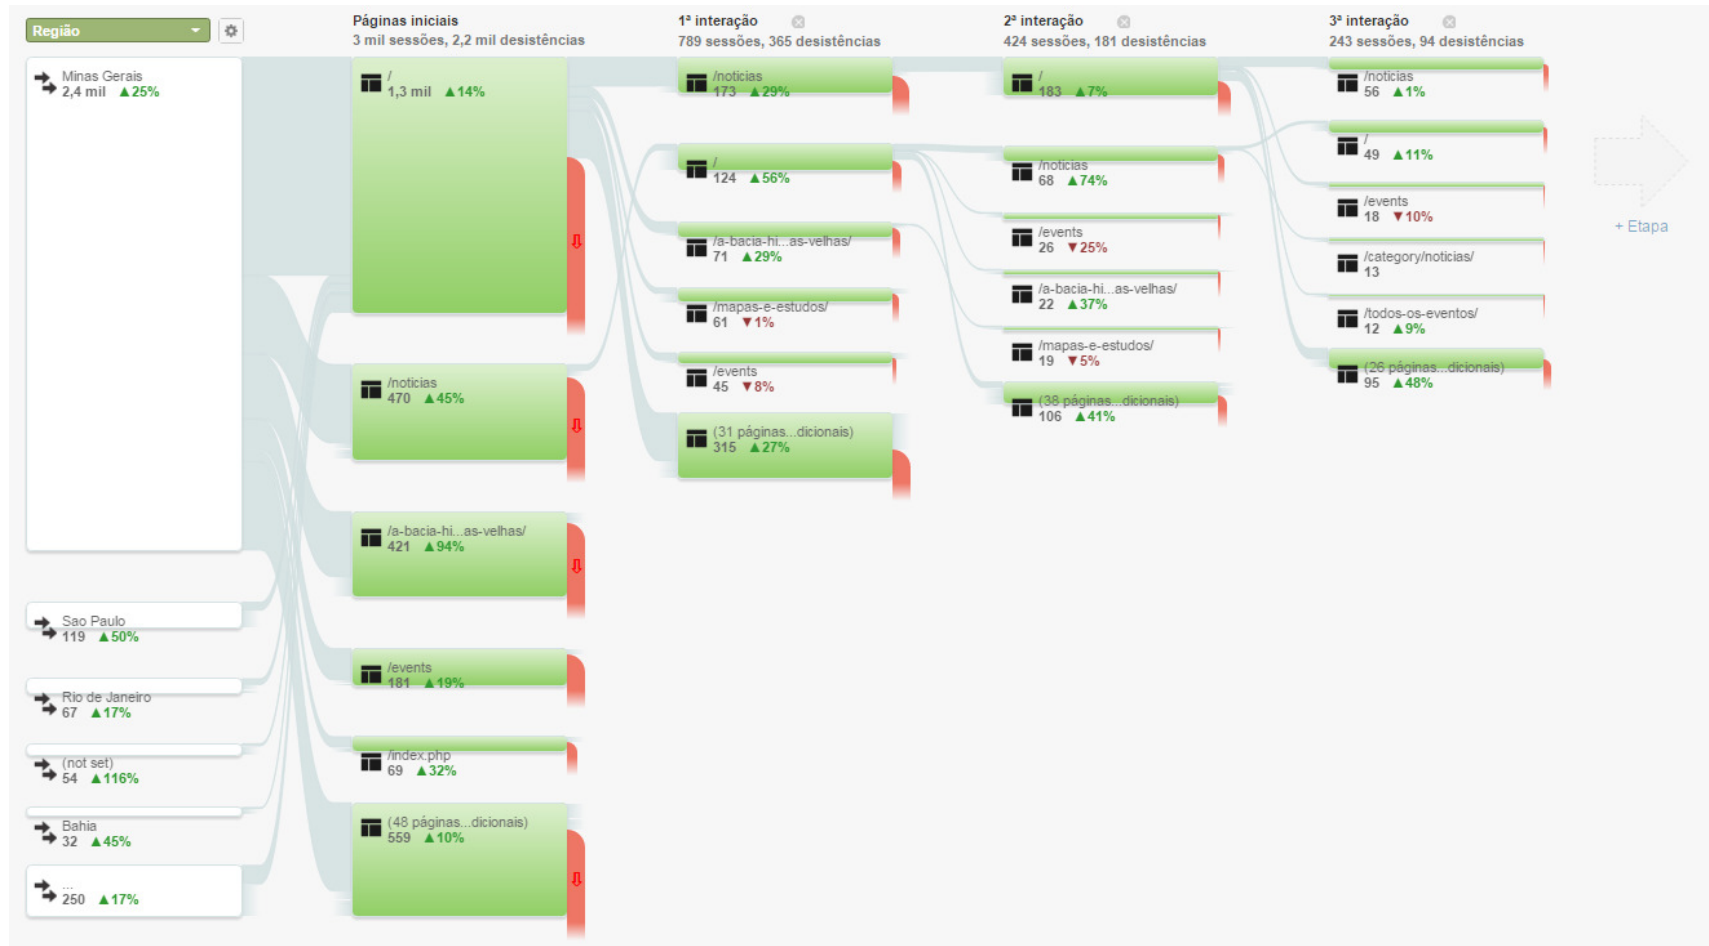 Região
Minas Gerais
2,4 mil ▲25%
Sao Paulo
119 ▲50%
Rio de Janeiro
67 ▲17%
(not set)
54 ▲116%
Bahia
32 ▲45%
...
250 ▲17%
Páginas iniciais
3 mil sessões, 2,2 mil desistências
/
1,3 mil ▲14%
/noticias
470 ▲45%
/a-bacia-hi...as-velhas/
421 ▲94%
/events
181 ▲19%
/index.php
69 ▲32%
(48 páginas...dicionais)
559 ▲10%
1ª interação
789 sessões, 365 desistências
/noticias
173 ▲29%
/
124 ▲56%
/a-bacia-hi...as-velhas/
71 ▲29%
/mapas-e-estudos/
61 ▼1%
/events
45 ▼8%
(31 páginas...dicionais)
315 ▲27%
2ª interação
424 sessões, 181 desistências
/
183 ▲7%
/noticias
68 ▲74%
/events
26 ▼25%
/a-bacia-hi...as-velhas/
22 ▲37%
/mapas-e-estudos/
19 ▼5%
(38 páginas...dicionais)
106 ▲41%
3ª interação
243 sessões, 94 desistências
/noticias
56 ▲1%
/
49 ▲11%
/events
18 ▼10%
/category/noticias/
13
/todos-os-eventos/
12 ▲9%
(26 páginas...dicionais)
95 ▲48%
+ Etapa